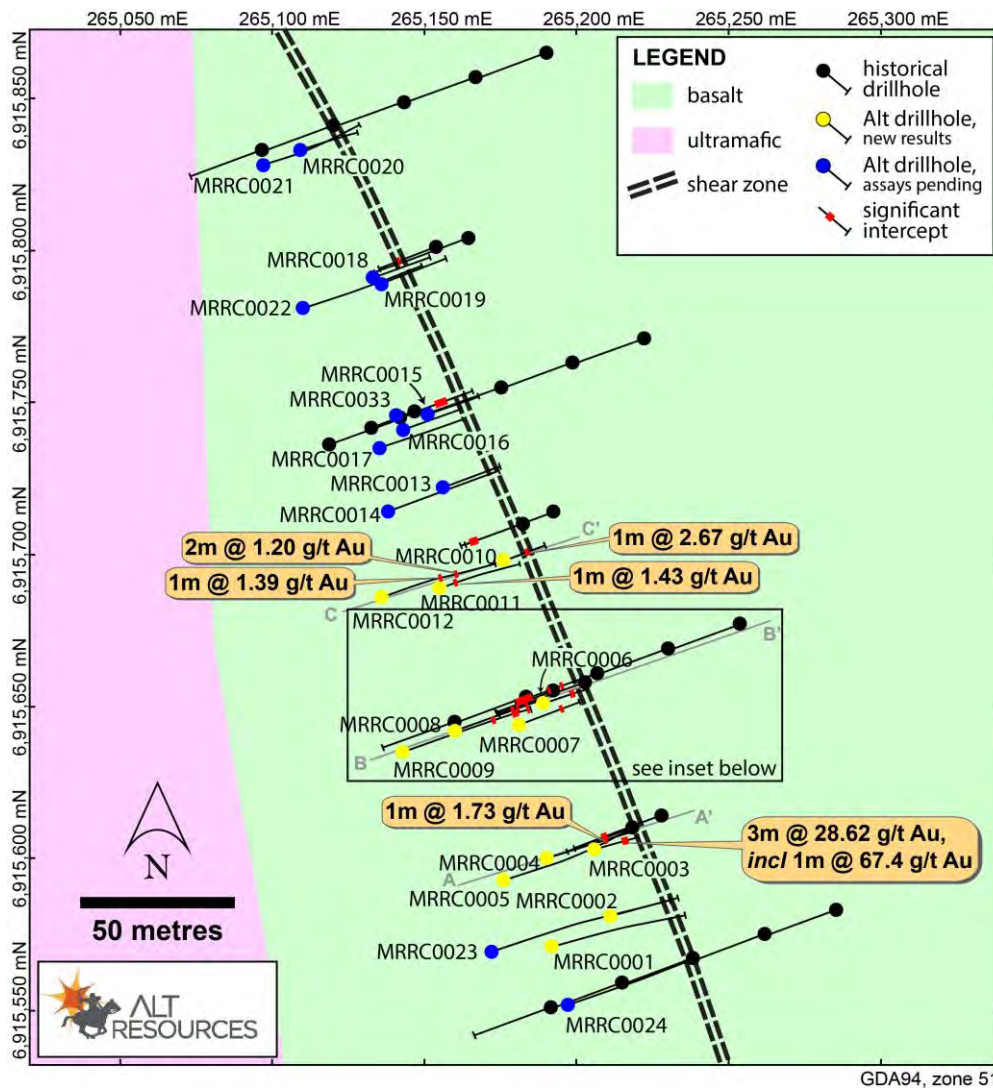 265,050 mE
265,100 mE
265,150 mE
265,200 mE
265,250 mE
265,300 mE
6,915,850 mN
6,915,800 mN
6,915,750 mN
6,915,700 mN
6,915,650 mN
6,915,600 mN
6,915,550 mN
LEGEND
basalt
ultramafic
shear zone
historical
drillhole
Alt drillhole,
new results
Alt drillhole,
assays pending
significant
intercept
MRRC0020
MRRC0021
MRRC0018
MRRC0019
MRRC0022
MRRC0015
MRRC0033
MRRC0016
MRRC0017
MRRC0013
MRRC0014
C'
2m @ 1.20 g/t Au
MRRC0010
1m @ 2.67 g/t Au
1m @ 1.39 g/t Au
1m @ 1.43 g/t Au
MRRC0011
C
MRRC0012
B'
MRRC0006
MRRC0008
MRRC0007
B
MRRC0009
see inset below
1m @ 1.73 g/t Au
A'
3m @ 28.62 g/t Au,
incl 1m @ 67.4 g/t Au
MRRC0004
MRRC0003
A
MRRC0005
MRRC0002
MRRC0023
MRRC0001
MRRC0024
N
50 metres
ALT
RESOURCES
GDA94, zone 51